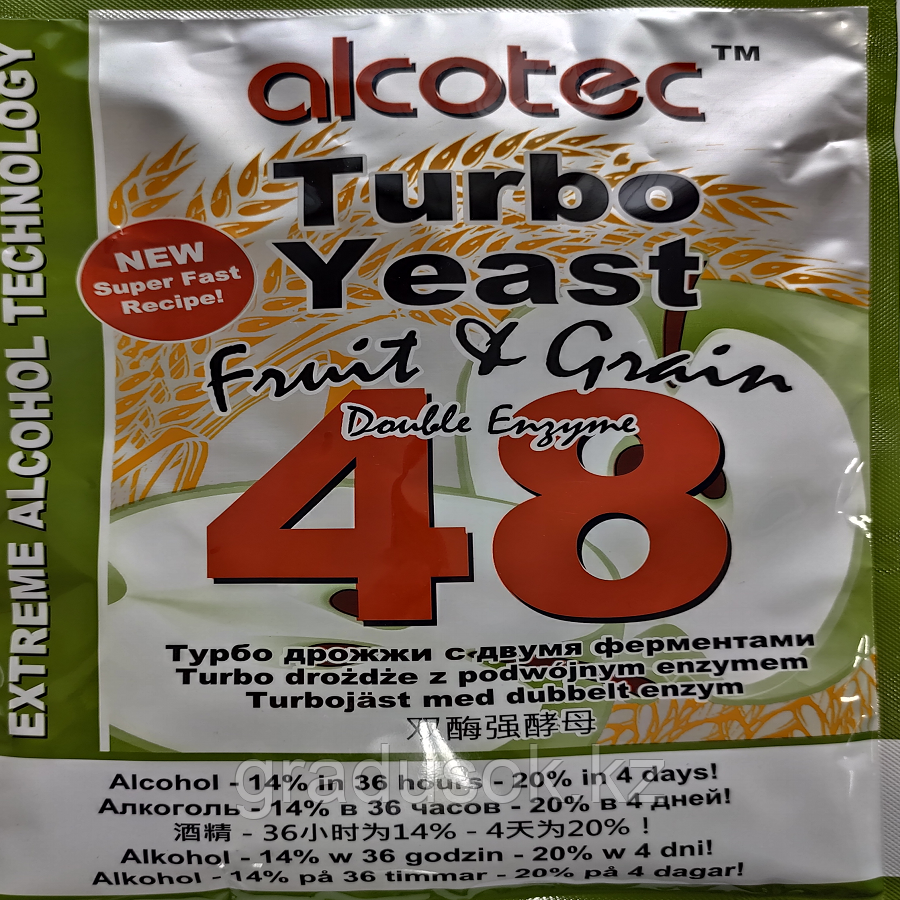 EXTREME ALCOHOL TECHNOLOGY
alcotec™
Turbo
Yeast
NEW
Super Fast
Recipe!
Fruit & Grain
Double Enzyme
48
Турбо дрожжи с двумя ферментами
Turbo drożdże z podwójnym enzymem
Turbojäst med dubbelt enzym
双酶强酵母
gradusok.kz
Alcohol - 14% in 36 hours - 20% in 4 days!
Алкоголь - 14% в 36 часов - 20% в 4 дней!
酒精 - 36小时为14% - 4天为20% !
Alkohol - 14% w 36 godzin - 20% w 4 dni!
Alkohol - 14% på 36 timmar - 20% på 4 dagar!